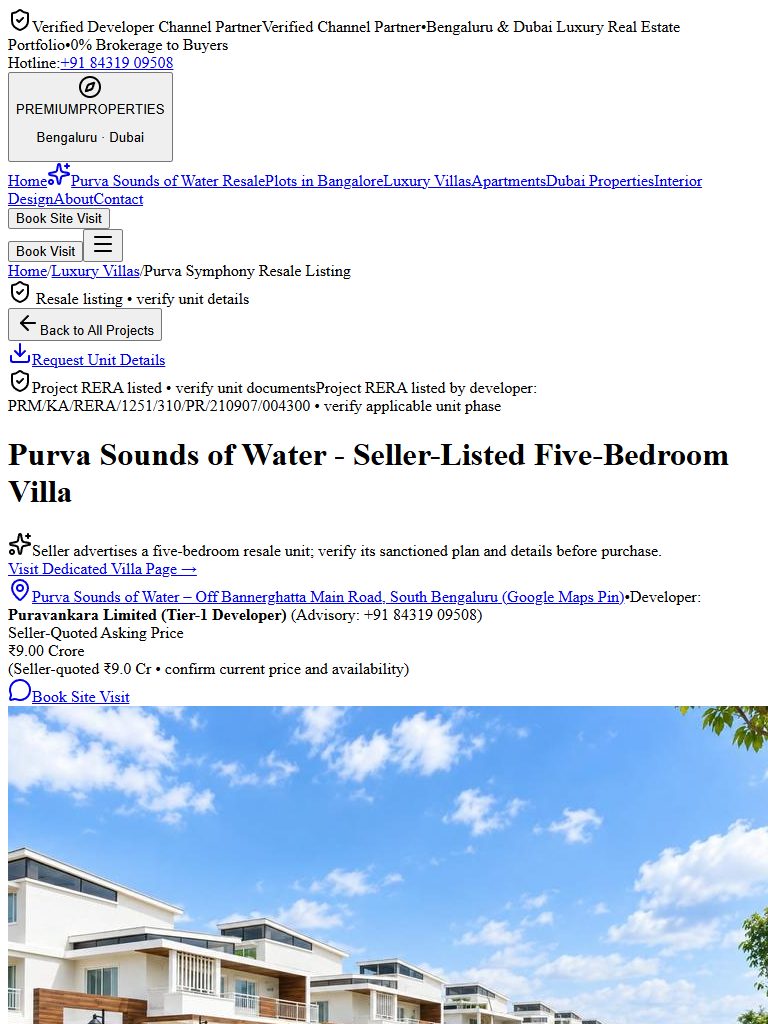 Verified Developer Channel PartnerVerified Channel Partner•Bengaluru & Dubai Luxury Real Estate
Portfolio•0% Brokerage to Buyers
Hotline:+91 84319 09508
PREMIUMPROPERTIES
Bengaluru · Dubai
HomePurva Sounds of Water ResalePlots in BangaloreLuxury VillasApartmentsDubai PropertiesInterior
DesignAboutContact
Book Site Visit
Book Visit
Home/Luxury Villas/Purva Symphony Resale Listing
Resale listing • verify unit details
Back to All Projects
Request Unit Details
Project RERA listed • verify unit documentsProject RERA listed by developer:
PRM/KA/RERA/1251/310/PR/210907/004300 • verify applicable unit phase
Purva Sounds of Water - Seller-Listed Five-Bedroom
Villa
Seller advertises a five-bedroom resale unit; verify its sanctioned plan and details before purchase.
Visit Dedicated Villa Page →
Purva Sounds of Water – Off Bannerghatta Main Road, South Bengaluru (Google Maps Pin)•Developer:
Puravankara Limited (Tier-1 Developer) (Advisory: +91 84319 09508)
Seller-Quoted Asking Price
₹9.00 Crore
(Seller-quoted ₹9.0 Cr • confirm current price and availability)
Book Site Visit